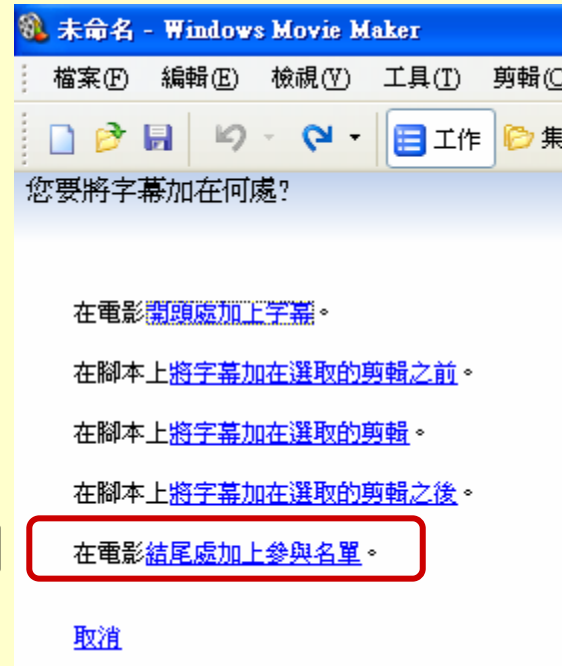 未命名 - Windows Movie Maker
檔案(F) 編輯(E) 檢視(V) 工具(T) 剪輯(C
工作 集
您要將字幕加在何處?
在電影開頭處加上字幕。
在腳本上將字幕加在選取的剪輯之前。
在腳本上將字幕加在選取的剪輯。
在腳本上將字幕加在選取的剪輯之後。
在電影結尾處加上參與名單。
取消